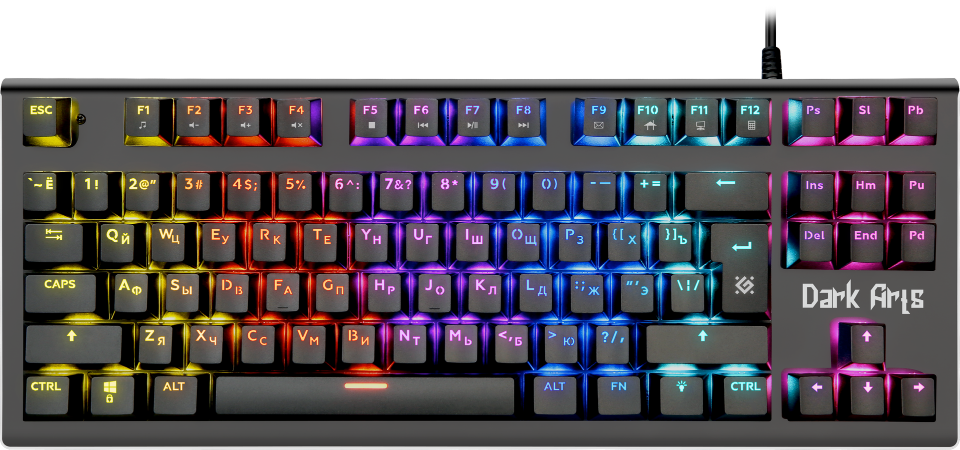 ESC F1 F2 F3 F4 F5 F6 F7 F8 F9 F10 F11 F12 Ps Sl Pb
`~Ё 1! 2@" 3# 4$; 5% 6^: 7&? 8* 9( 0) - — + = Ins Hm Pu
Qй Wц Eу Rк Tе Yн Uг Iш Oщ Pз {[х }]ъ Del End Pd
CAPS Aф Sы Dв Fа Gп Hр Jо Kл Lд :;ж "'э \|/
Dark Arts
Zя Xч Cс Vм Bи Nт Mь <,б >ю ?/,
CTRL ALT ALT FN CTRL